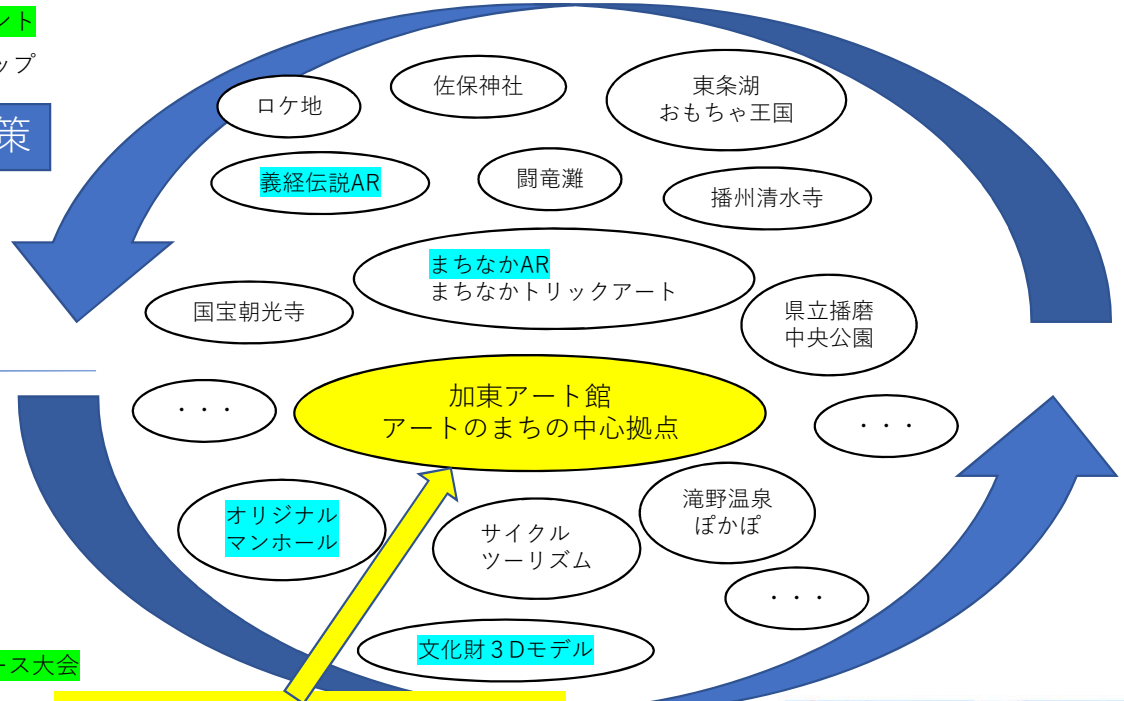 ント
ップ
策
ロケ地
佐保神社
東条湖
おもちゃ王国
義経伝説AR
闘竜灘
播州清水寺
まちなかAR
まちなかトリックアート
国宝朝光寺
県立播磨
中央公園
・・・
加東アート館
アートのまちの中心拠点
・・・
オリジナル
マンホール
サイクル
ツーリズム
滝野温泉
ぽかぽ
・・・
文化財３Dモデル
ース大会